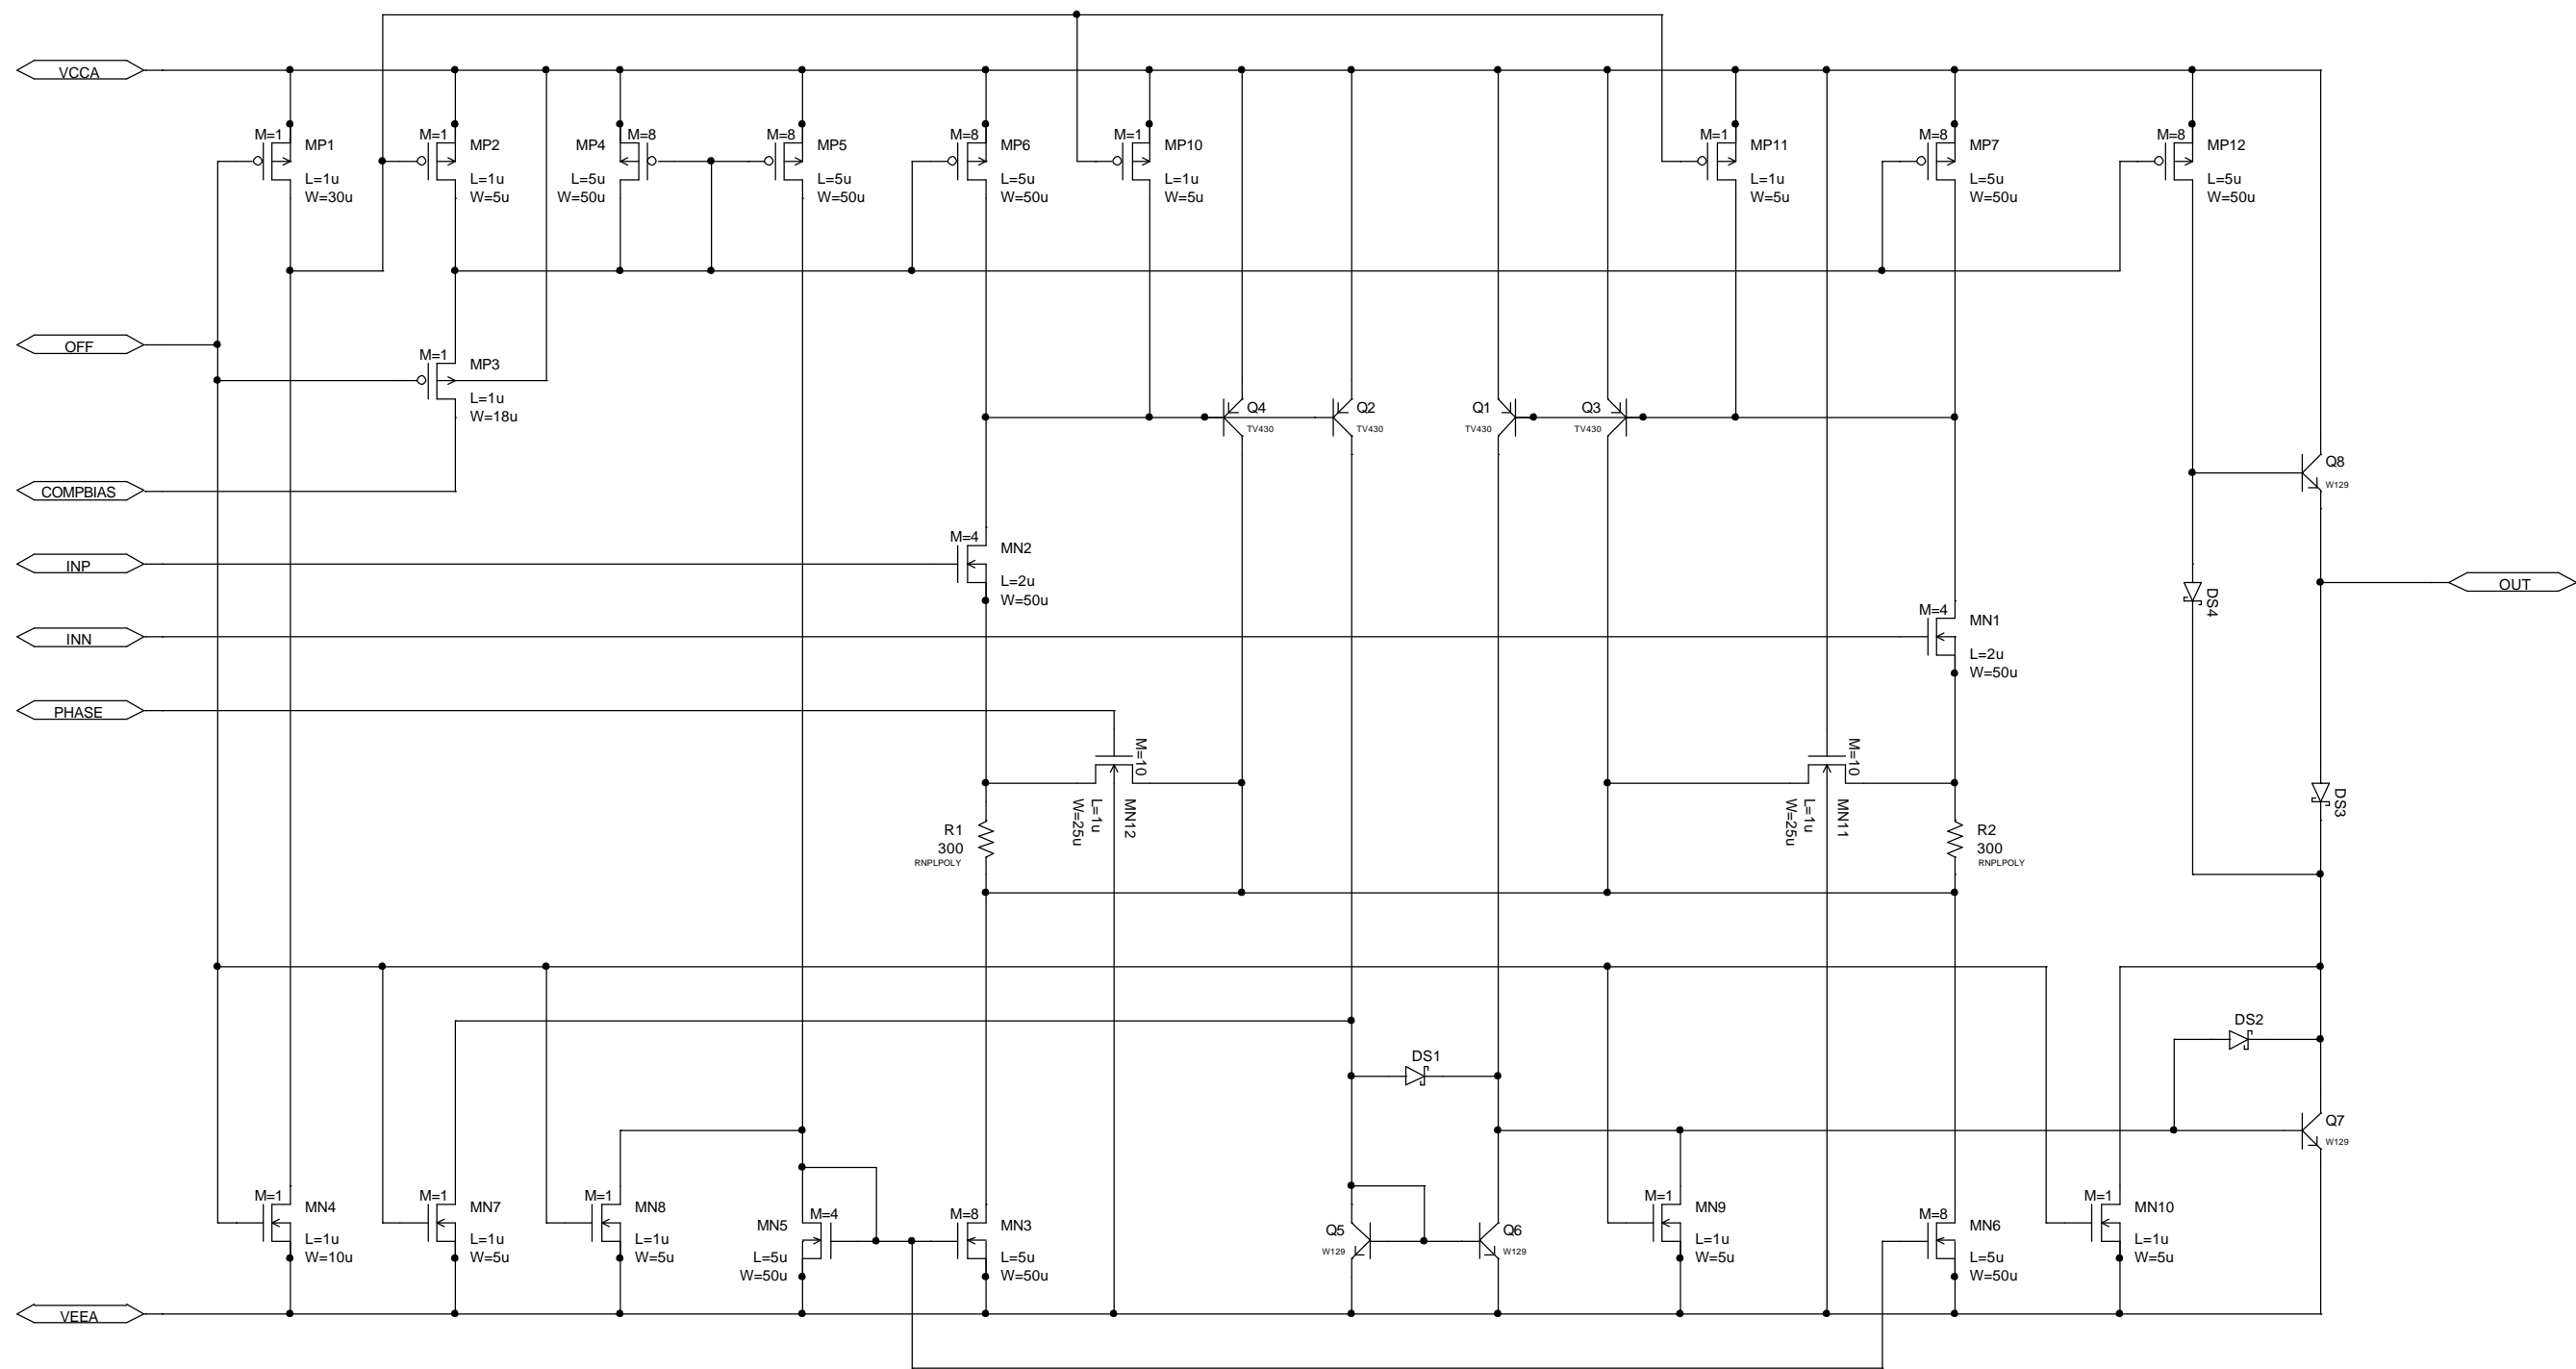 VCCA
OFF
COMPBIAS
INP
INN
PHASE
VEEA
OUT
M=1
MP1
L=1u
W=30u
M=1
MP2
L=1u
W=5u
M=8
MP4
L=5u
W=50u
M=8
MP5
L=5u
W=50u
M=8
MP6
L=5u
W=50u
M=1
MP10
L=1u
W=5u
M=1
MP11
L=1u
W=5u
M=8
MP7
L=5u
W=50u
M=8
MP12
L=5u
W=50u
M=1
MP3
L=1u
W=18u
Q4
TV430
Q2
TV430
Q1
TV430
Q3
TV430
Q8
W129
M=4
MN2
L=2u
W=50u
M=4
MN1
L=2u
W=50u
DS4
DS3
M=10
MN12
L=1u
W=25u
M=10
MN11
L=1u
W=25u
R1
300
RNPLPOLY
R2
300
RNPLPOLY
DS1
DS2
Q7
W129
M=1
MN4
L=1u
W=10u
M=1
MN7
L=1u
W=5u
M=1
MN8
L=1u
W=5u
M=4
MN5
L=5u
W=50u
M=8
MN3
L=5u
W=50u
Q5
W129
Q6
W129
M=1
MN9
L=1u
W=5u
M=8
MN6
L=5u
W=50u
M=1
MN10
L=1u
W=5u